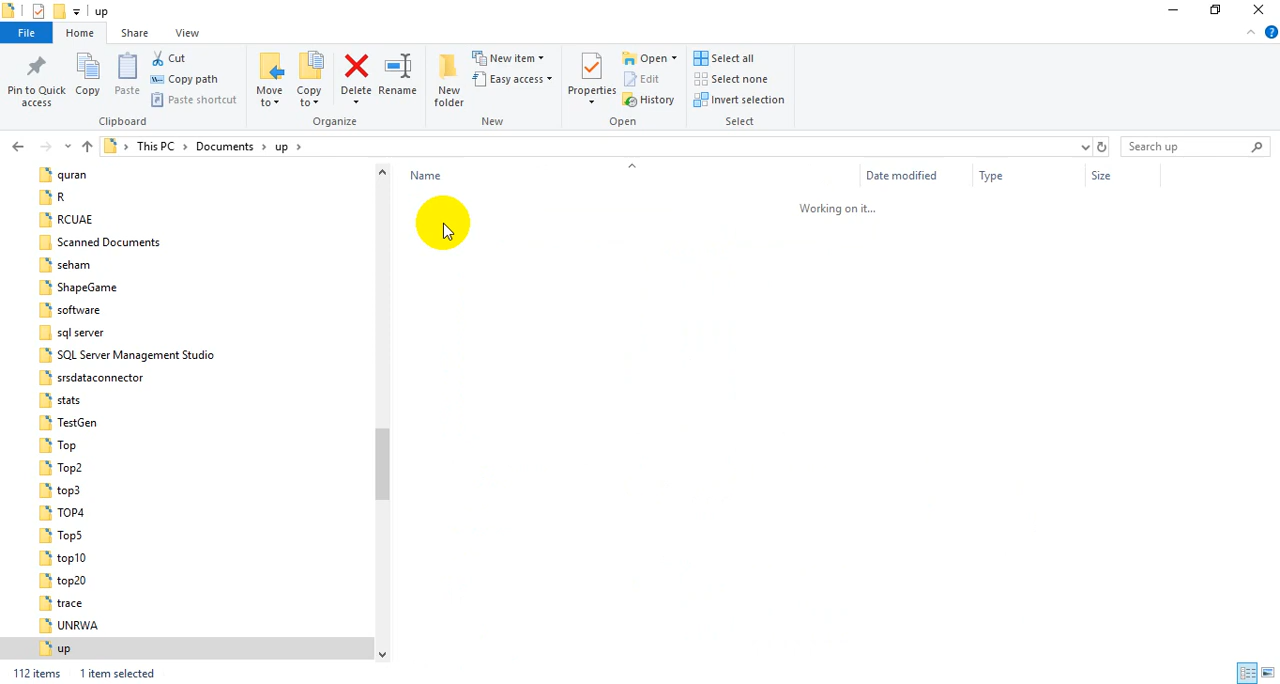 up
File Home Share View
Pin to Quick access
Copy
Paste
Cut
Copy path
Paste shortcut
Clipboard
Move to
Copy to
Delete
Rename
Organize
New folder
New item
Easy access
New
Properties
Open
Edit
History
Open
Select all
Select none
Invert selection
Select
This PC > Documents > up >
Search up
Name Date modified Type Size
Working on it...
quran
R
RCUAE
Scanned Documents
seham
ShapeGame
software
sql server
SQL Server Management Studio
srsdataconnector
stats
TestGen
Top
Top2
top3
TOP4
Top5
top10
top20
trace
UNRWA
up
112 items 1 item selected